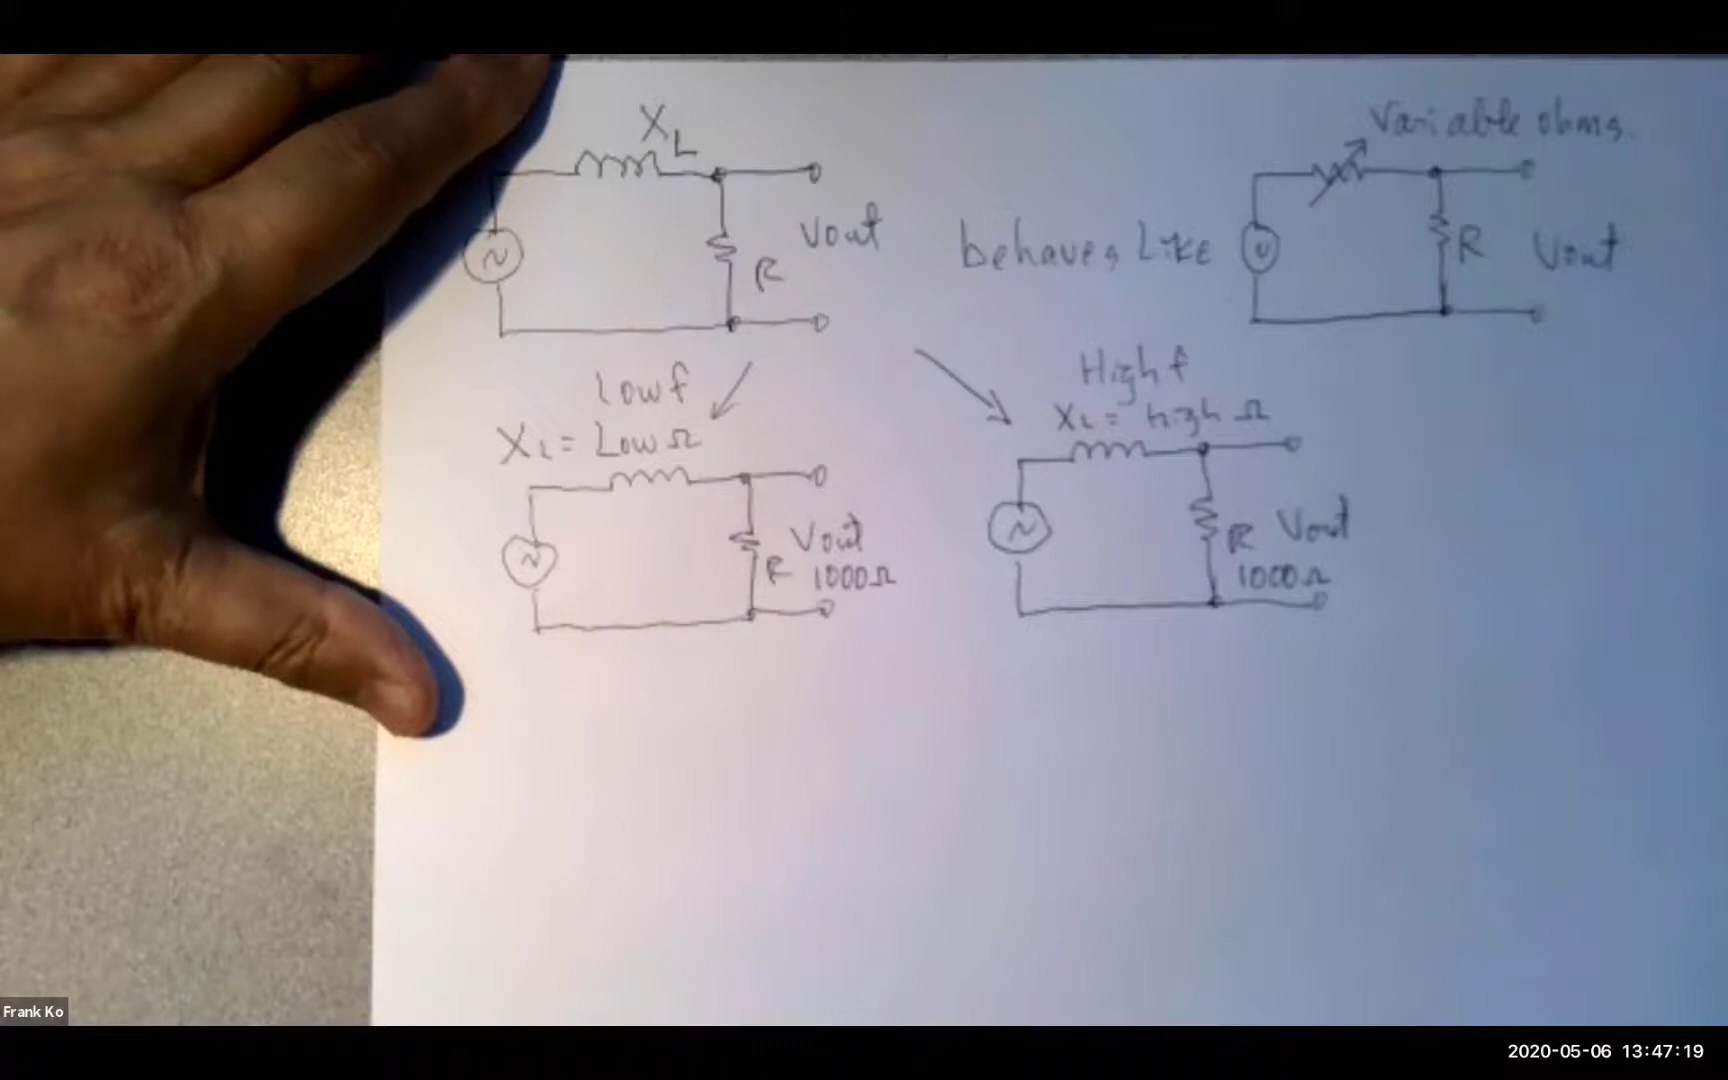 XL
Variable ohms.
Vout
R
behaves Like
R
Vout
Low f
XL = Low Ω
High f
XL = high Ω
Vout
R 1000Ω
R Vout
1000Ω
Frank Ko
2020-05-06 13:47:19